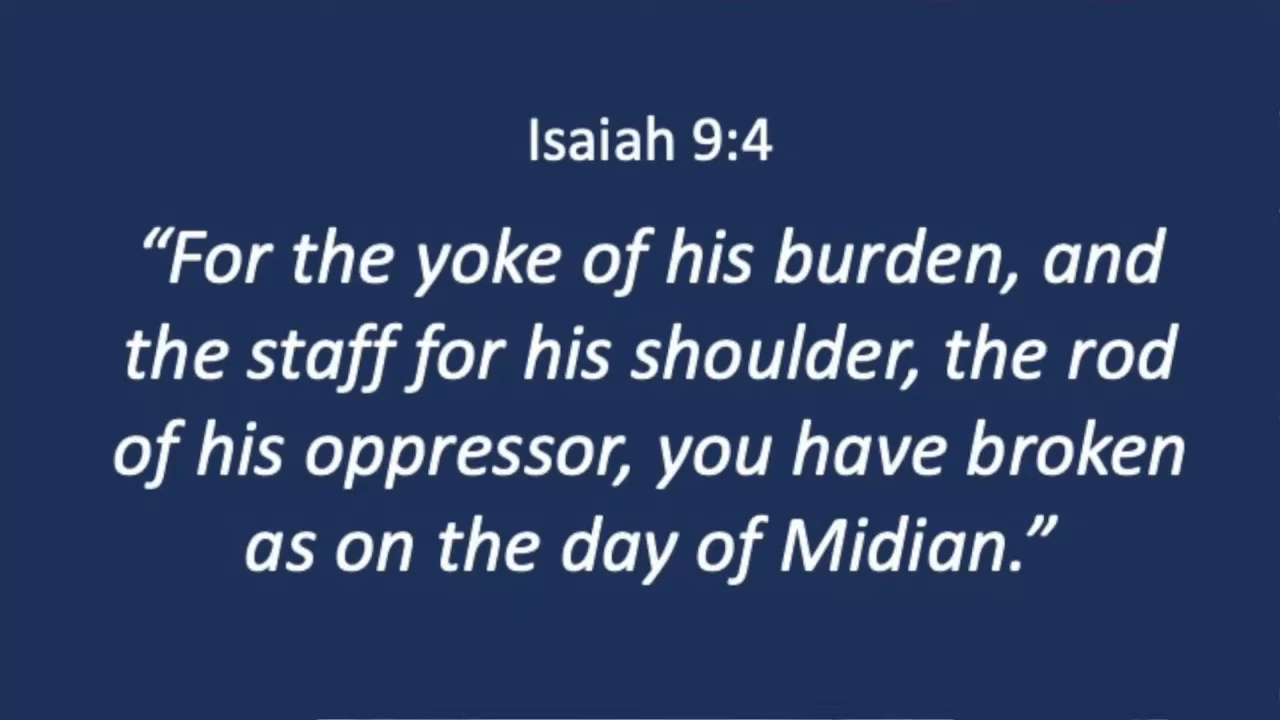 Isaiah 9:4
“For the yoke of his burden, and
the staff for his shoulder, the rod
of his oppressor, you have broken
as on the day of Midian.”